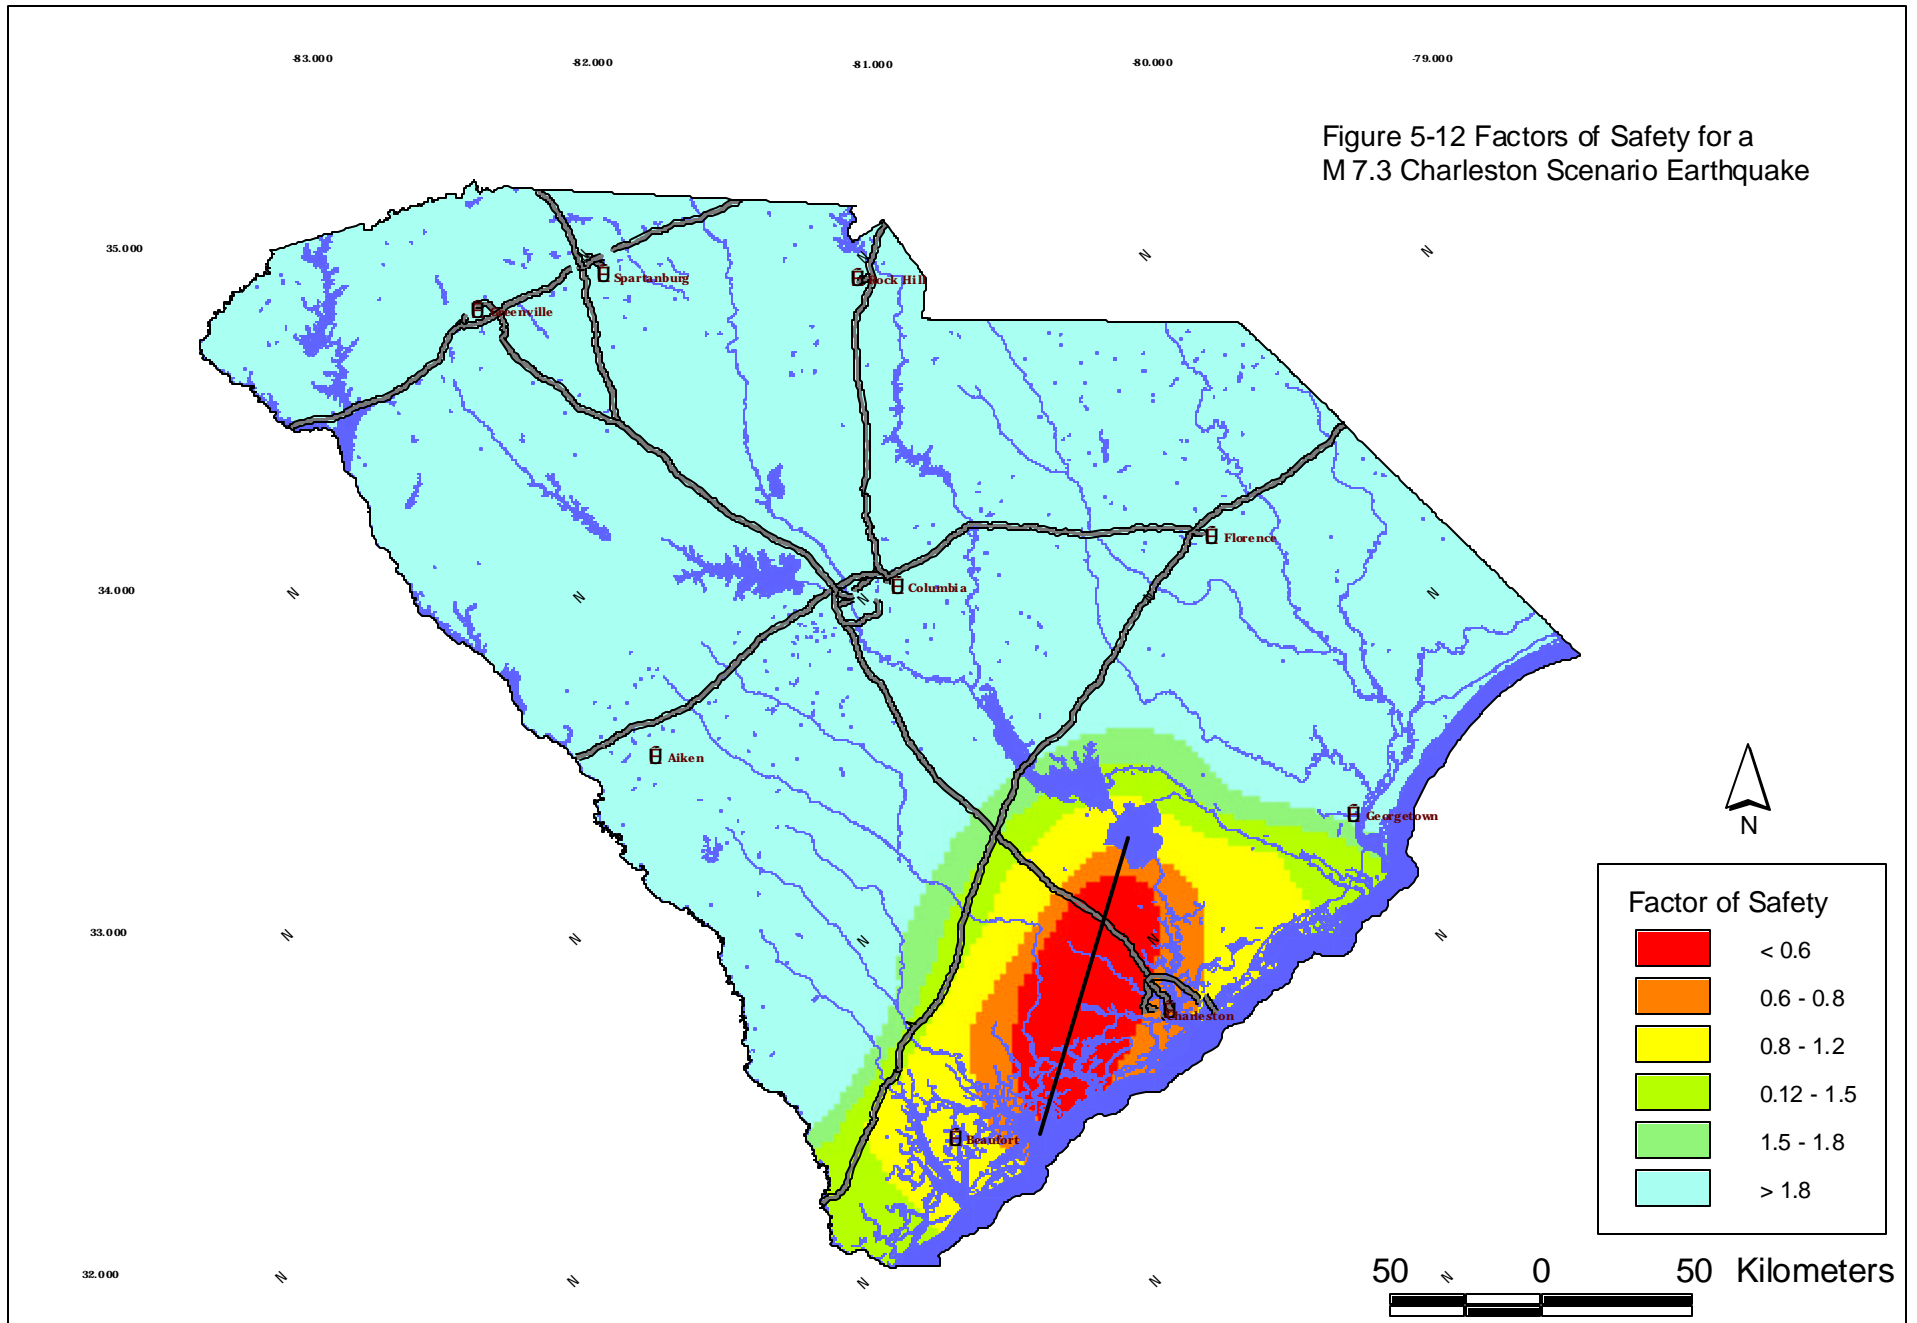 -83.000
-82.000
-81.000
-80.000
-79.000
Figure 5-12 Factors of Safety for a
M 7.3 Charleston Scenario Earthquake
35.000
N
N
Spartanburg
Rock Hill
Greenville
Florence
Columbia
34.000
N
N
N
N
N
Aiken
Georgetown
N
Factor of Safety
< 0.6
0.6 - 0.8
0.8 - 1.2
0.12 - 1.5
1.5 - 1.8
> 1.8
33.000
N
N
N
N
N
Charleston
Beaufort
32.000
N
N
N
N
N
50 0 50 Kilometers